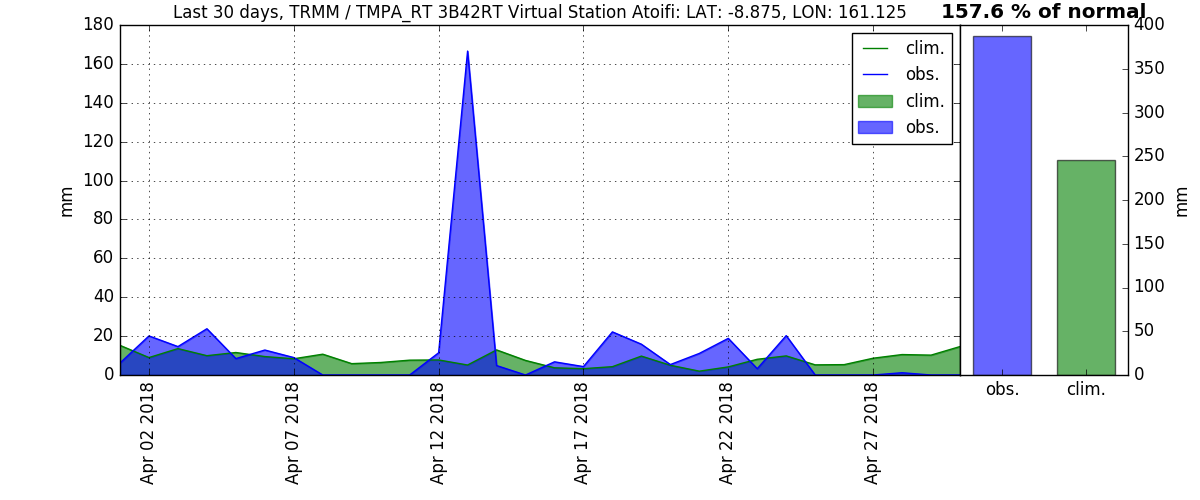 Last 30 days, TRMM / TMPA_RT 3B42RT Virtual Station Atoifi: LAT: -8.875, LON: 161.125
157.6 % of normal
180
160
140
120
100
80
60
40
20
0
mm
clim.
obs.
clim.
obs.
Apr 02 2018
Apr 07 2018
Apr 12 2018
Apr 17 2018
Apr 22 2018
Apr 27 2018
400
350
300
250
200
150
100
50
0
mm
obs.
clim.